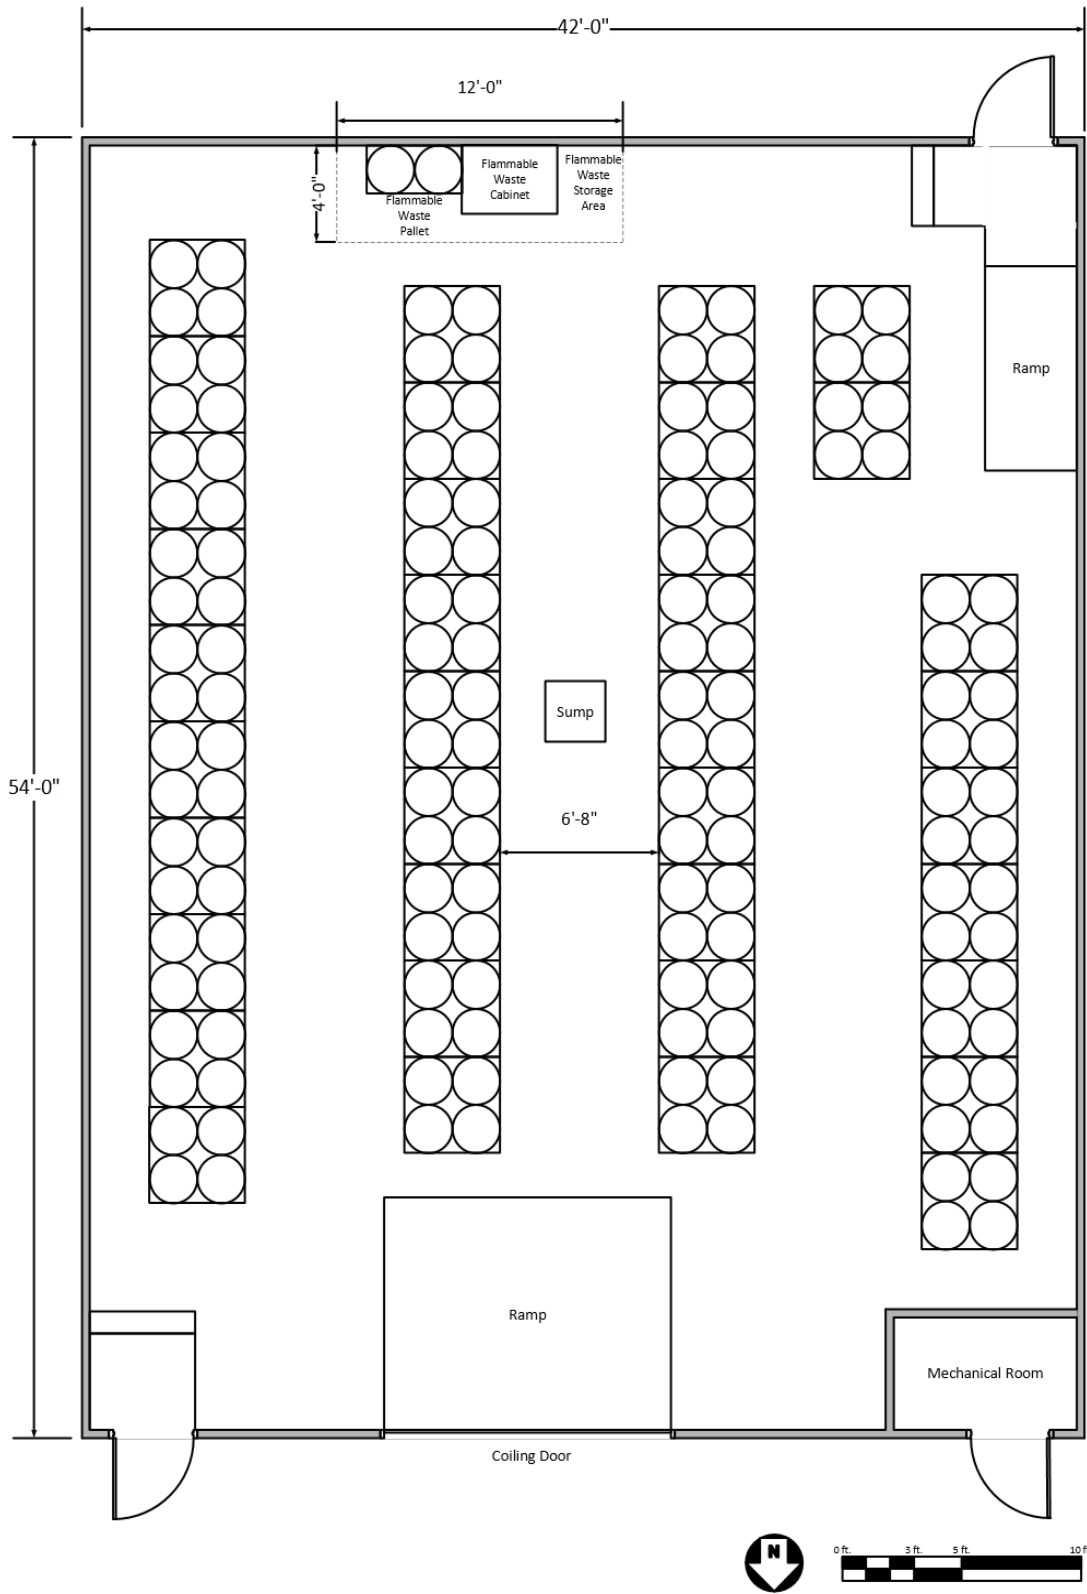 42'-0"
12'-0"
4'-0"
Flammable
Waste
Cabinet
Flammable
Waste
Storage
Area
Flammable
Waste
Pallet
Ramp
Sump
54'-0"
6'-8"
Ramp
Mechanical Room
Coiling Door
N
0 ft.
3 ft.
5 ft.
10 f